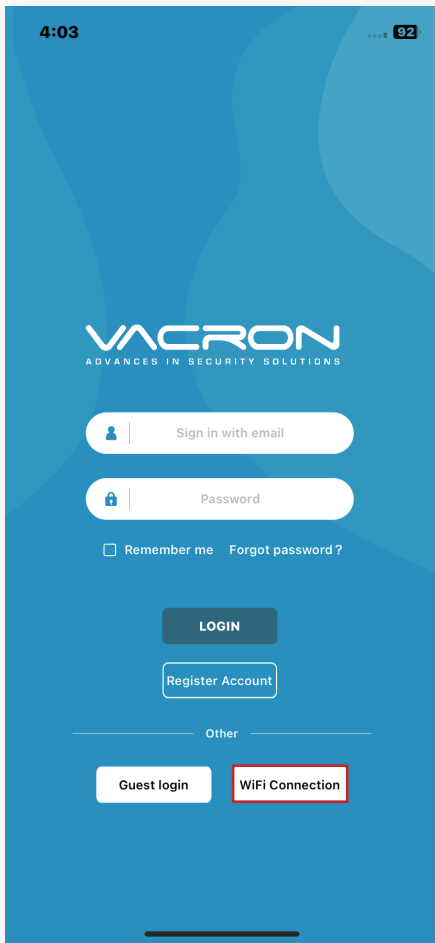 4:03
92
VACRON
ADVANCES IN SECURITY SOLUTIONS
Sign in with email
Password
Remember me Forgot password ?
LOGIN
Register Account
Other
Guest login WiFi Connection